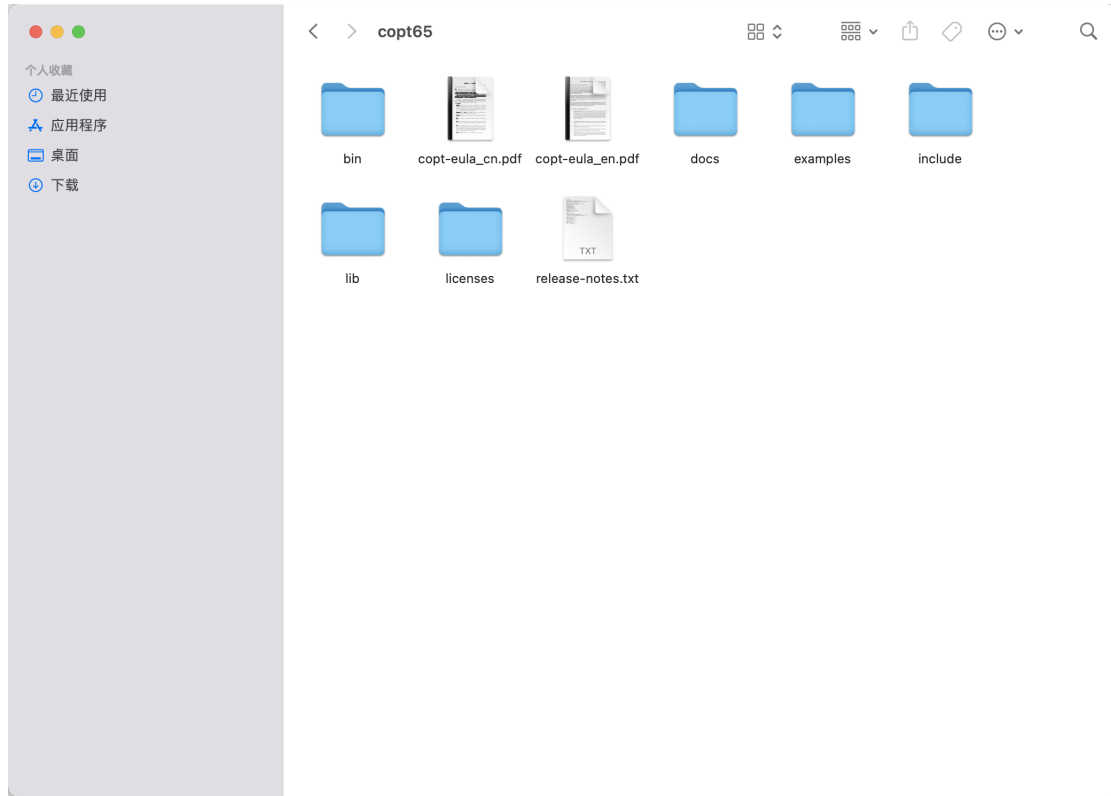 copt65
个人收藏
最近使用
应用程序
桌面
下载
bin
copt-eula_cn.pdf
copt-eula_en.pdf
docs
examples
include
TXT
lib
licenses
release-notes.txt